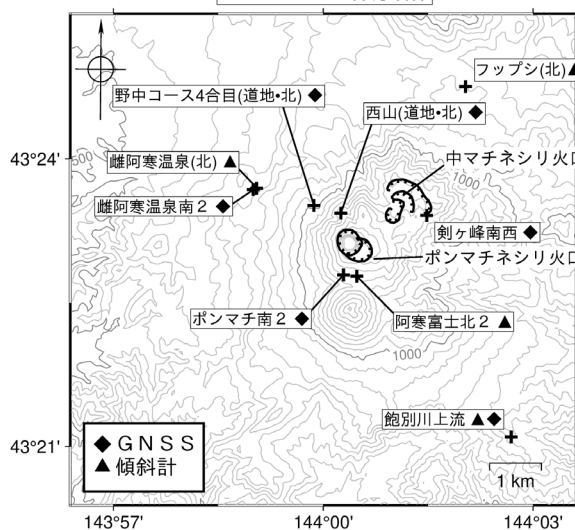 フップシ(北)▲
野中コース4合目(道地•北) ◆
西山(道地•北) ◆
43°24'
500
雌阿寒温泉(北) ▲
中マチネシリ火口
1000
雌阿寒温泉南２ ◆
剣ヶ峰南西 ◆
ポンマチネシリ火口
ポンマチ南２ ◆
阿寒富士北２ ▲
1000
飽別川上流 ▲◆
43°21'
◆ ＧＮＳＳ
▲ 傾斜計
1 km
143°57'
144°00'
144°03'